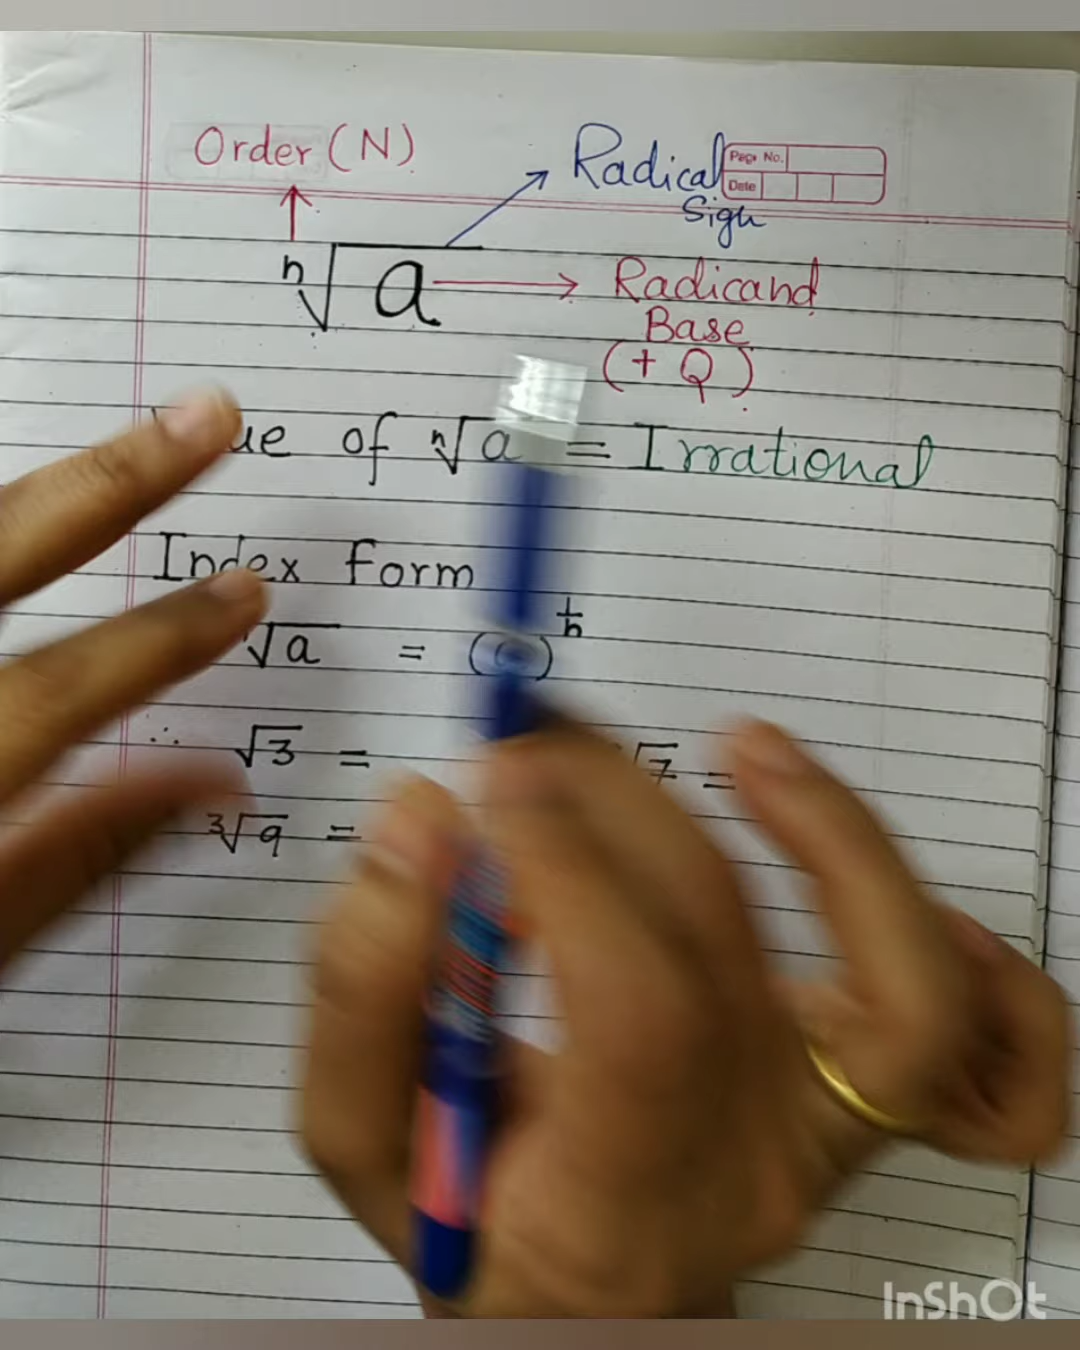 Order (N)
Radical
Sign
Page No.
Date
ⁿ√a
Radicand
Base
(+ Q)
of ⁿ√a = Irrational
Index form
√a = ( )^(1/n)
∴ √3 =
√7 =
³√9 =
InShOt